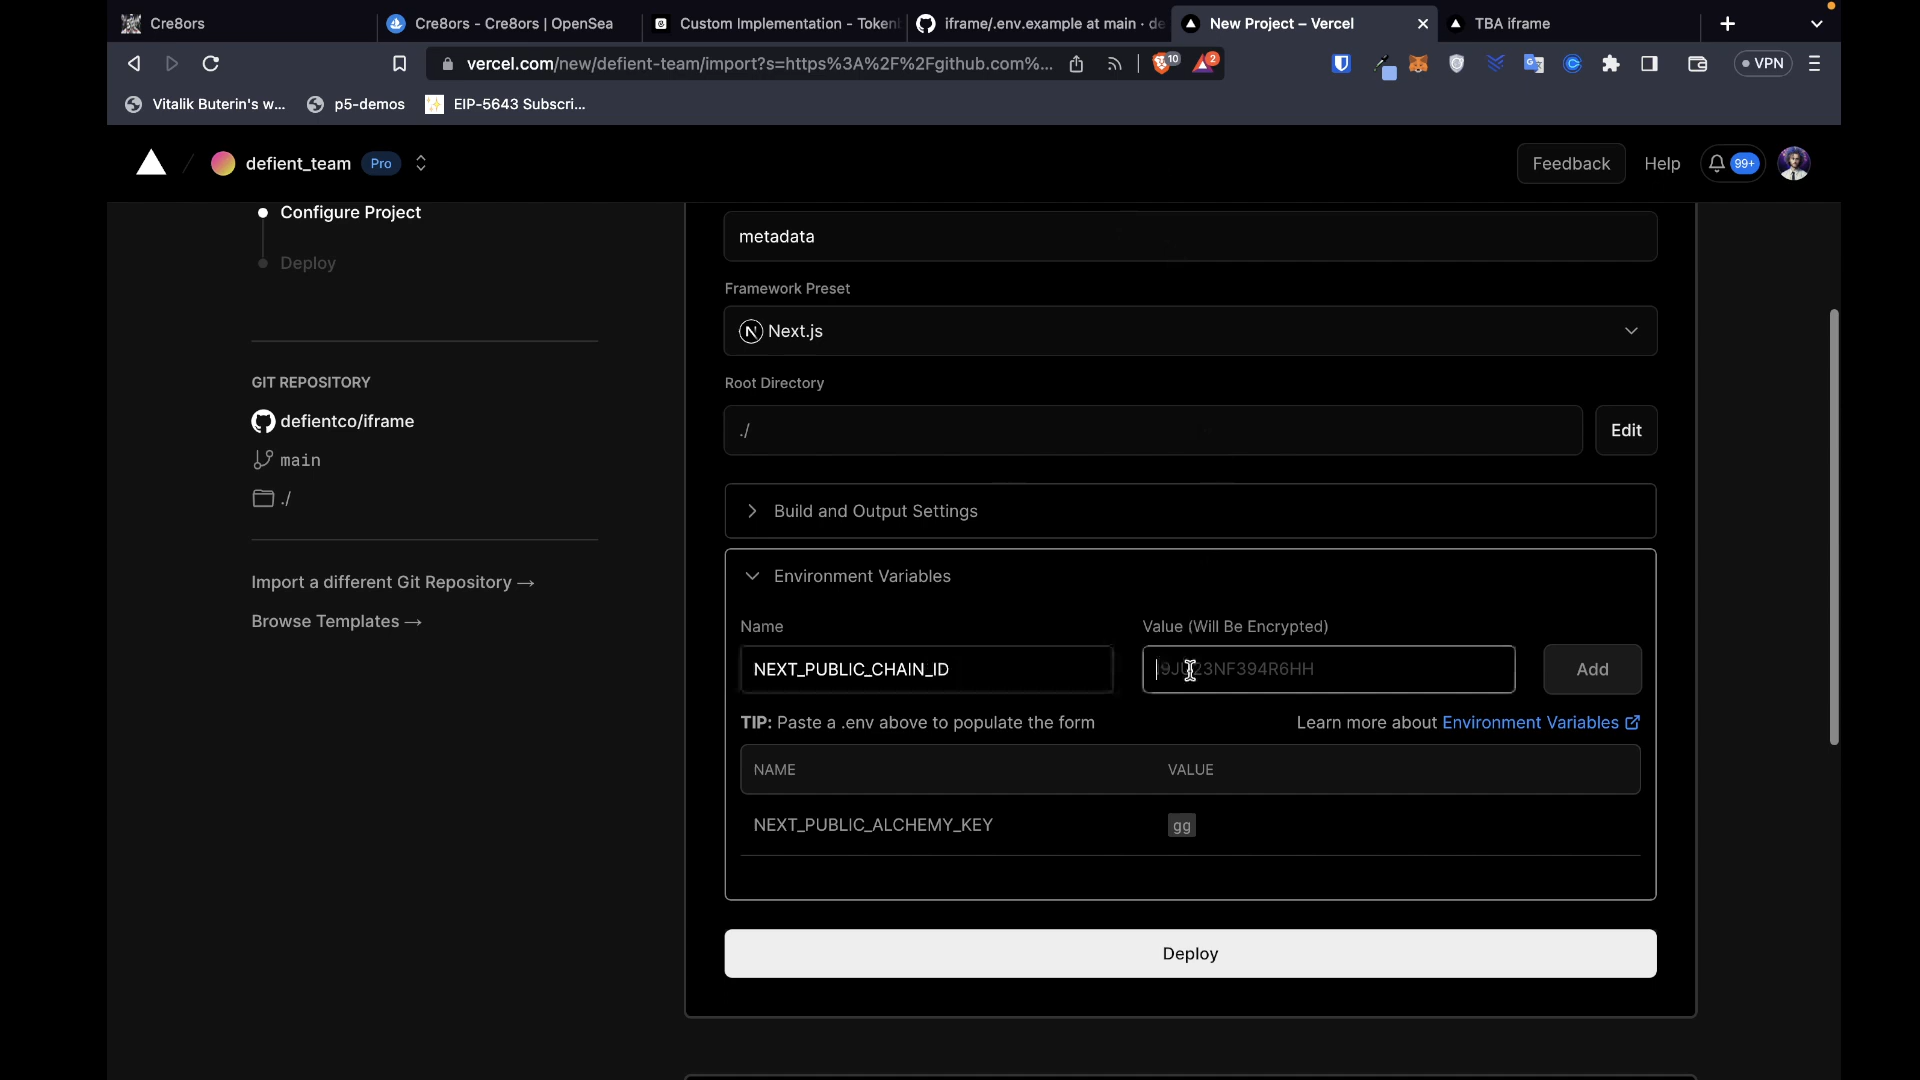 Cre8ors
Cre8ors - Cre8ors | OpenSea
Custom Implementation - Token
iframe/.env.example at main · de
New Project – Vercel
TBA iframe
vercel.com/new/defient-team/import?s=https%3A%2F%2Fgithub.com%...
10
2
VPN
Vitalik Buterin's w...
p5-demos
EIP-5643 Subscri...
defient_team
Pro
Feedback
Help
99+
Configure Project
Deploy
GIT REPOSITORY
defientco/iframe
main
./
Import a different Git Repository →
Browse Templates →
metadata
Framework Preset
Next.js
Root Directory
./
Edit
Build and Output Settings
Environment Variables
Name
Value (Will Be Encrypted)
NEXT_PUBLIC_CHAIN_ID
Add
TIP: Paste a .env above to populate the form
Learn more about Environment Variables
NAME
VALUE
NEXT_PUBLIC_ALCHEMY_KEY
gg
Deploy